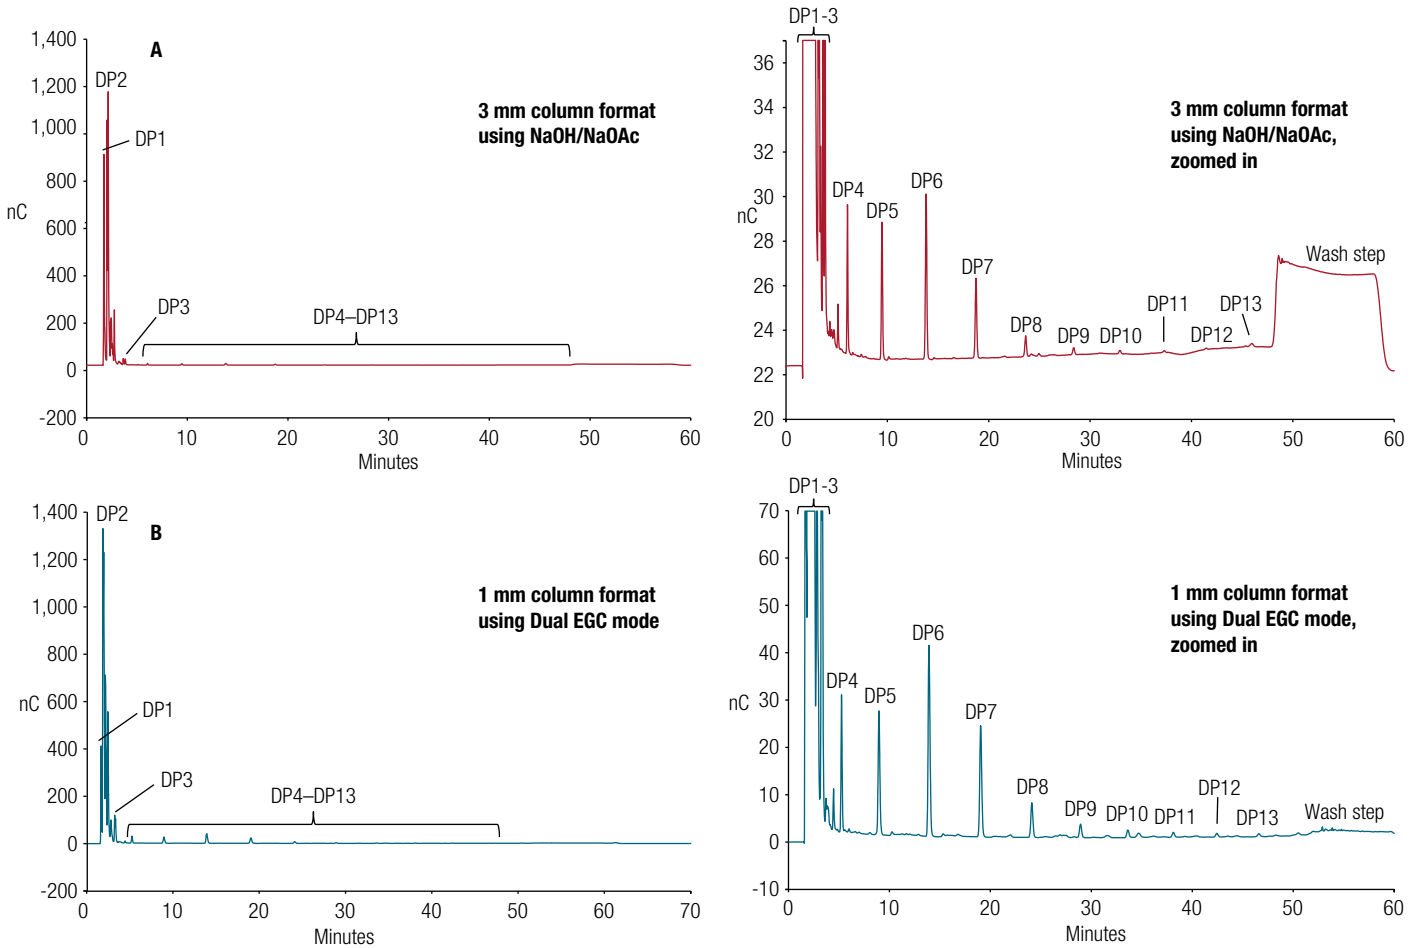 A
3 mm column format
using NaOH/NaOAc
1,400
1,200
1,000
800
600
400
200
0
-200
nC
DP2
DP1
DP3
DP4–DP13
0 10 20 30 40 50 60
Minutes
DP1-3
3 mm column format
using NaOH/NaOAc,
zoomed in
36
34
32
30
28
26
24
22
20
nC
DP4
DP5
DP6
DP7
DP8
DP9
DP10
DP11
DP12
DP13
Wash step
0 10 20 30 40 50 60
Minutes
B
1 mm column format
using Dual EGC mode
1,400
1,200
1,000
800
600
400
200
0
-200
nC
DP2
DP1
DP3
DP4–DP13
0 10 20 30 40 50 60 70
Minutes
DP1-3
1 mm column format
using Dual EGC mode,
zoomed in
70
60
50
40
30
20
10
0
-10
nC
DP4
DP5
DP6
DP7
DP8
DP9
DP10
DP11
DP12
DP13
Wash step
0 10 20 30 40 50 60
Minutes